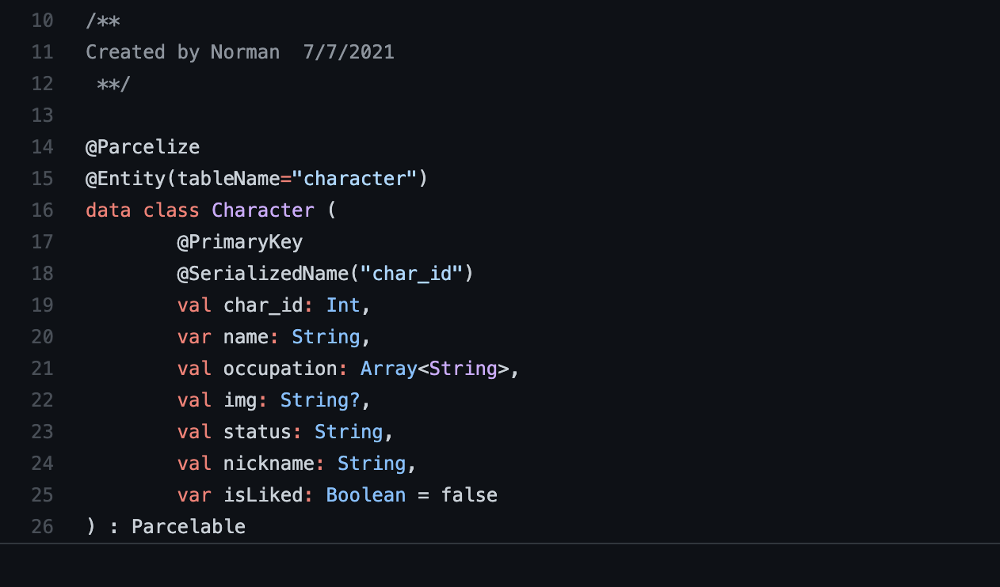 10 /**
11 Created by Norman  7/7/2021
12  **/
13
14 @Parcelize
15 @Entity(tableName="character")
16 data class Character (
17         @PrimaryKey
18         @SerializedName("char_id")
19         val char_id: Int,
20         var name: String,
21         val occupation: Array<String>,
22         val img: String?,
23         val status: String,
24         val nickname: String,
25         var isLiked: Boolean = false
26 ) : Parcelable